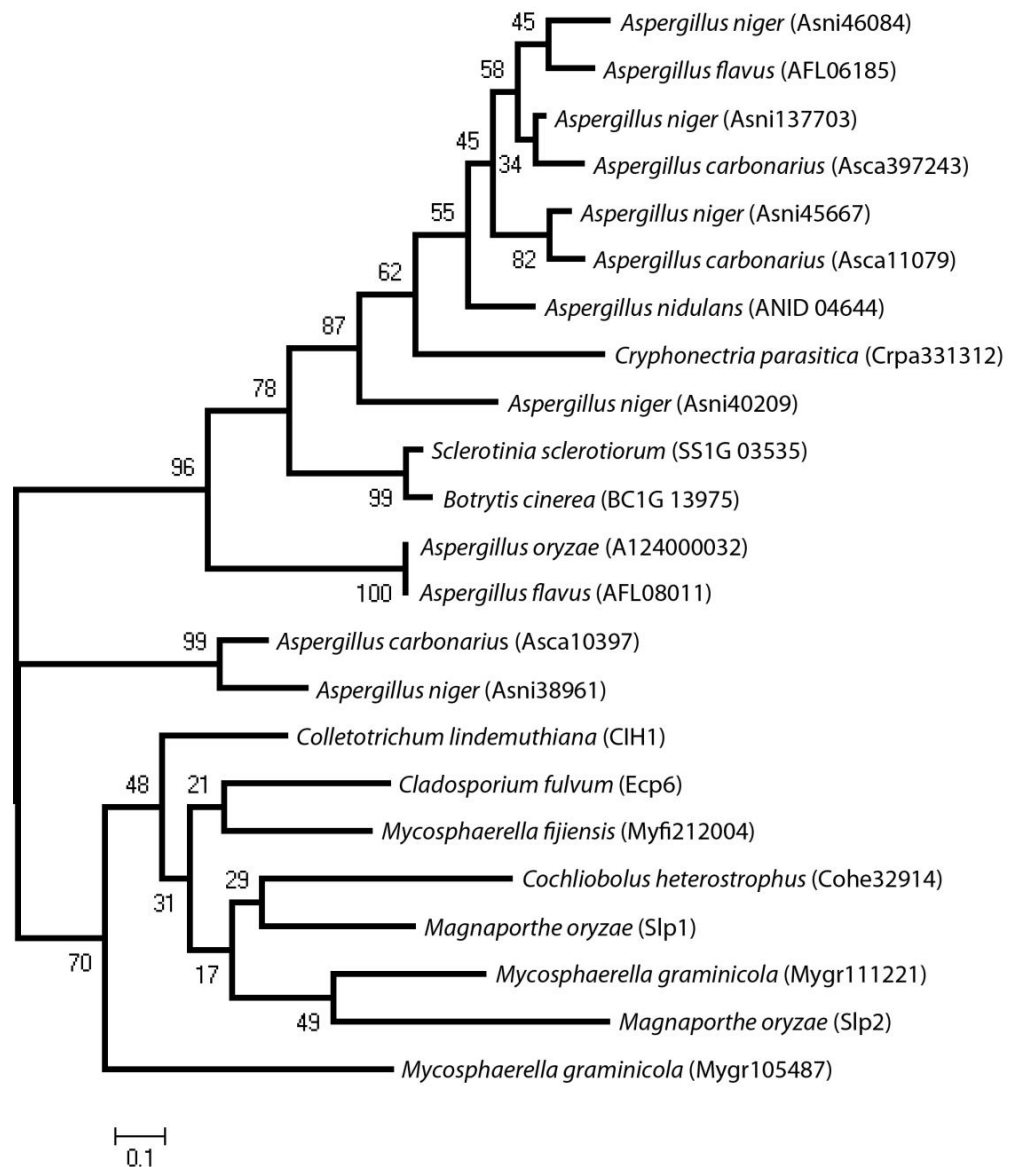 45
Aspergillus niger (Asni46084)
58
Aspergillus flavus (AFL06185)
Aspergillus niger (Asni137703)
45
34
Aspergillus carbonarius (Asca397243)
55
Aspergillus niger (Asni45667)
82
Aspergillus carbonarius (Asca11079)
62
Aspergillus nidulans (ANID 04644)
87
Cryphonectria parasitica (Crpa331312)
78
Aspergillus niger (Asni40209)
Sclerotinia sclerotiorum (SS1G 03535)
96
99
Botrytis cinerea (BC1G 13975)
Aspergillus oryzae (A124000032)
100
Aspergillus flavus (AFL08011)
99
Aspergillus carbonarius (Asca10397)
Aspergillus niger (Asni38961)
Colletotrichum lindemuthiana (ClH1)
48
21
Cladosporium fulvum (Ecp6)
Mycosphaerella fijiensis (Myfi212004)
29
Cochliobolus heterostrophus (Cohe32914)
31
Magnaporthe oryzae (Slp1)
70
17
Mycosphaerella graminicola (Mygr111221)
49
Magnaporthe oryzae (Slp2)
Mycosphaerella graminicola (Mygr105487)
0.1